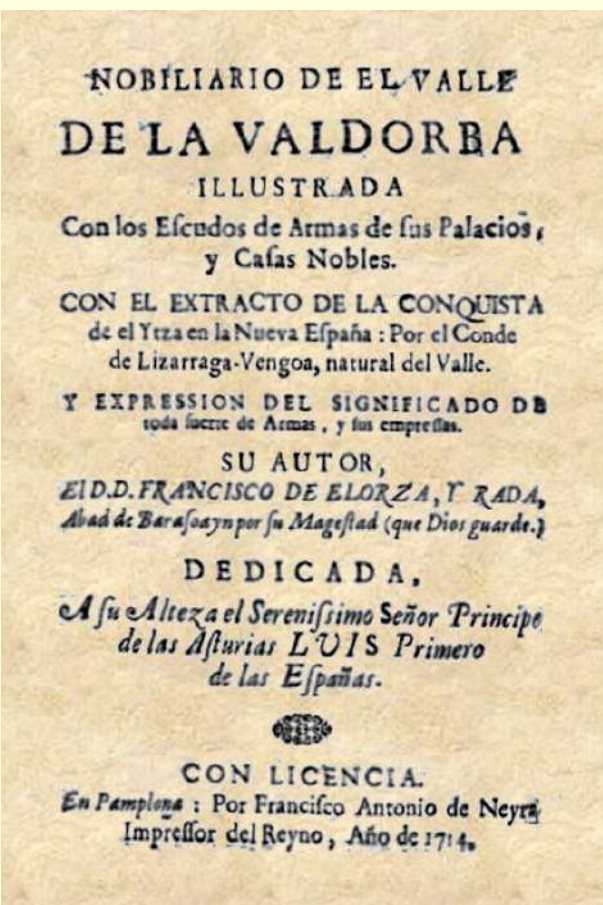 NOBILIARIO DE EL VALLE
DE LA VALDORBA
ILLUSTRADA
Con los Eſcudos de Armas de ſus Palacios,
y Caſas Nobles.
CON EL EXTRACTO DE LA CONQUISTA
de el Ytza en la Nueva Eſpaña : Por el Conde
de Lizarraga-Vengoa, natural del Valle.
Y EXPRESSION DEL SIGNIFICADO DE
toda ſuerte de Armas, y ſus empreſſas.
SU AUTOR,
El D.D. FRANCISCO DE ELORZA, Y RADA,
Abad de Baraſoayn por ſu Mageſtad (que Dios guarde.)
DEDICADA,
A ſu Alteza el Sereniſsimo Señor Principe
de las Aſturias LUIS Primero
de las Eſpañas.
CON LICENCIA.
En Pamplona : Por Franciſco Antonio de Neyra
Impreſſor del Reyno, Año de 1714.